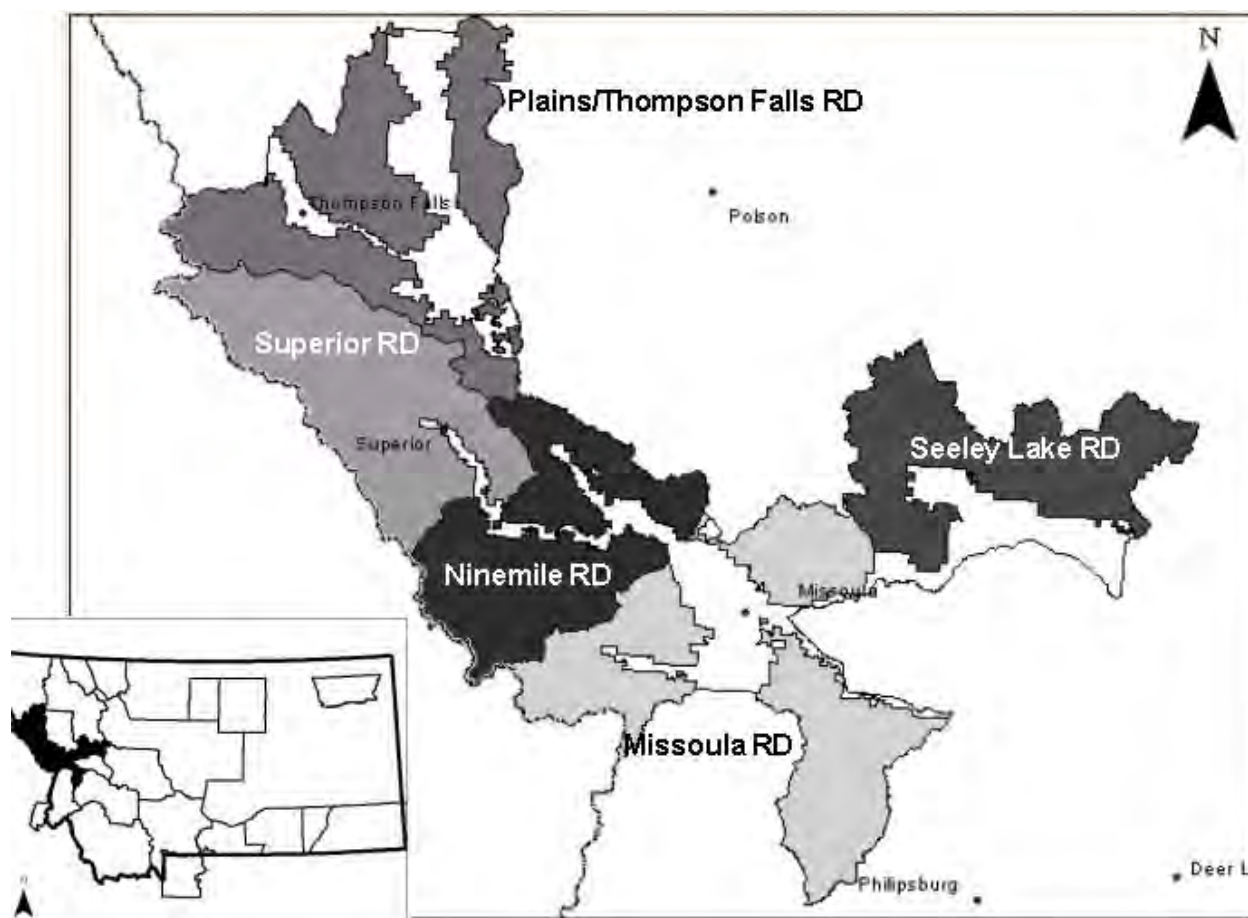 N
Plains/Thompson Falls RD
Thompson Falls
Polson
Superior RD
Superior
Seeley Lake RD
Ninemile RD
Missoula
Missoula RD
Philipsburg
Deer L